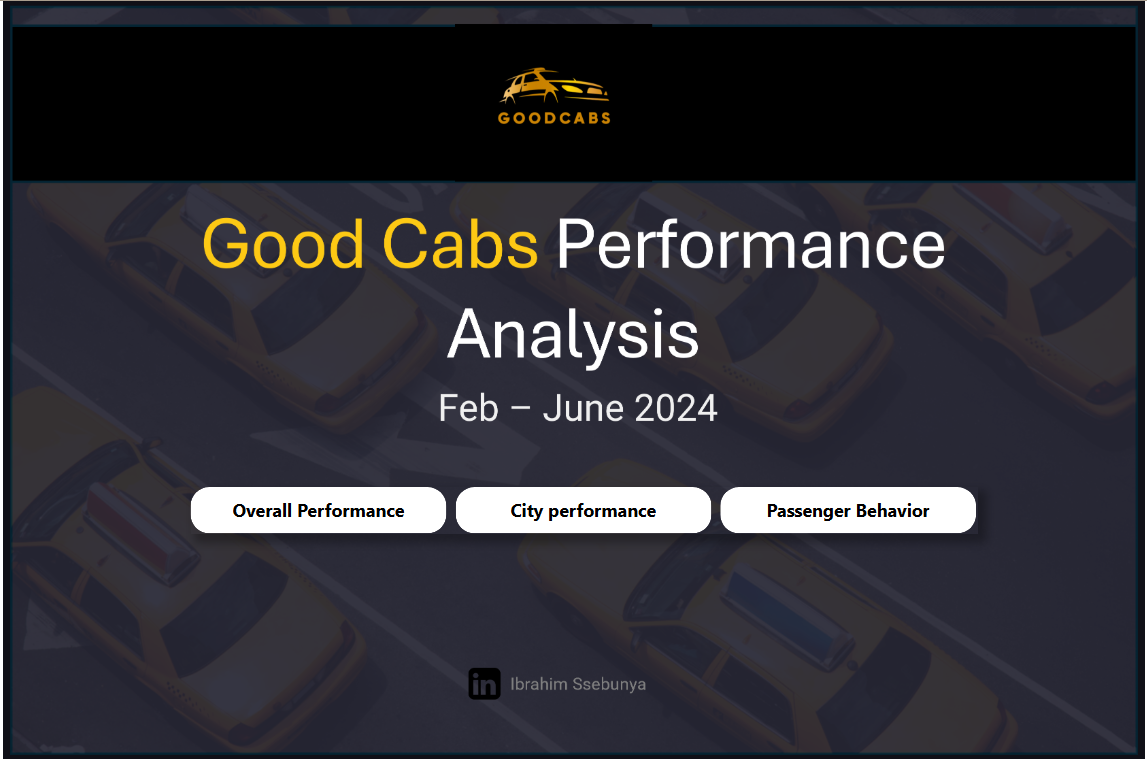 GOODCABS
Good Cabs Performance
Analysis
Feb – June 2024
Overall Performance
City performance
Passenger Behavior
in Ibrahim Ssebunya